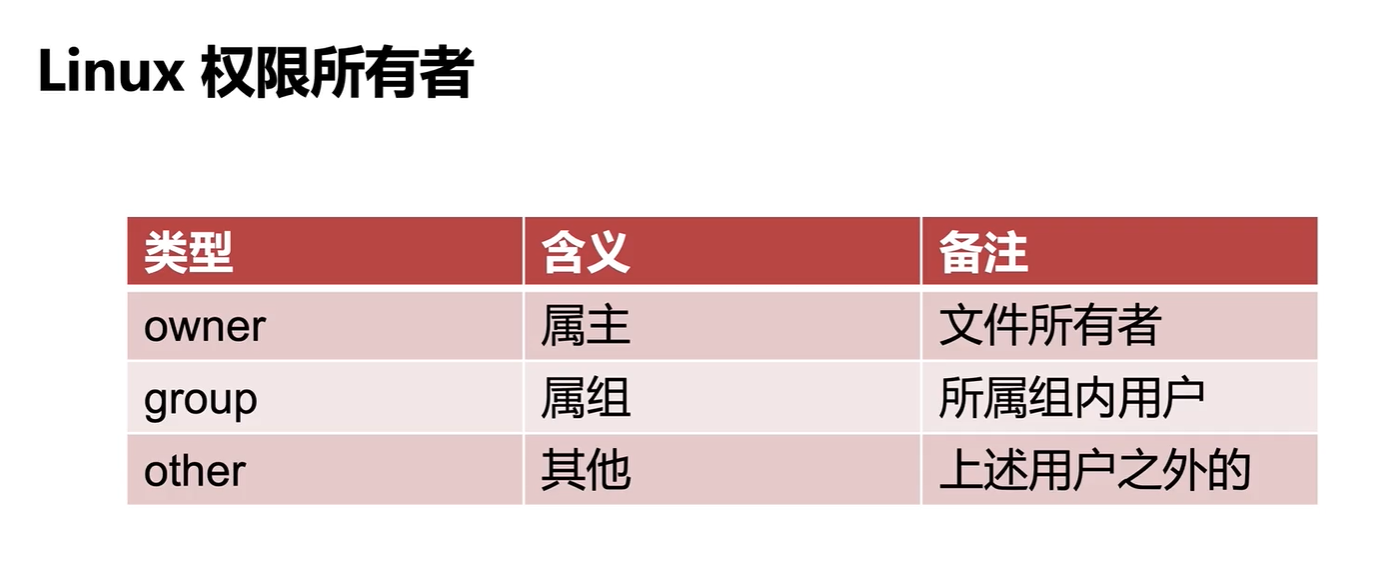 Linux 权限所有者
类型 含义 备注
owner 属主 文件所有者
group 属组 所属组内用户
other 其他 上述用户之外的